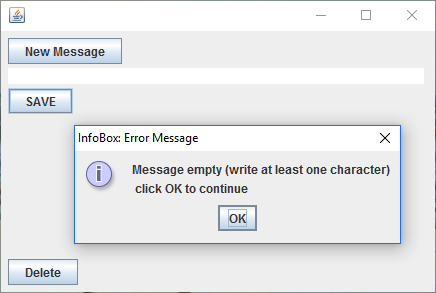 New Message
SAVE
InfoBox: Error Message
Message empty (write at least one character)
click OK to continue
OK
Delete